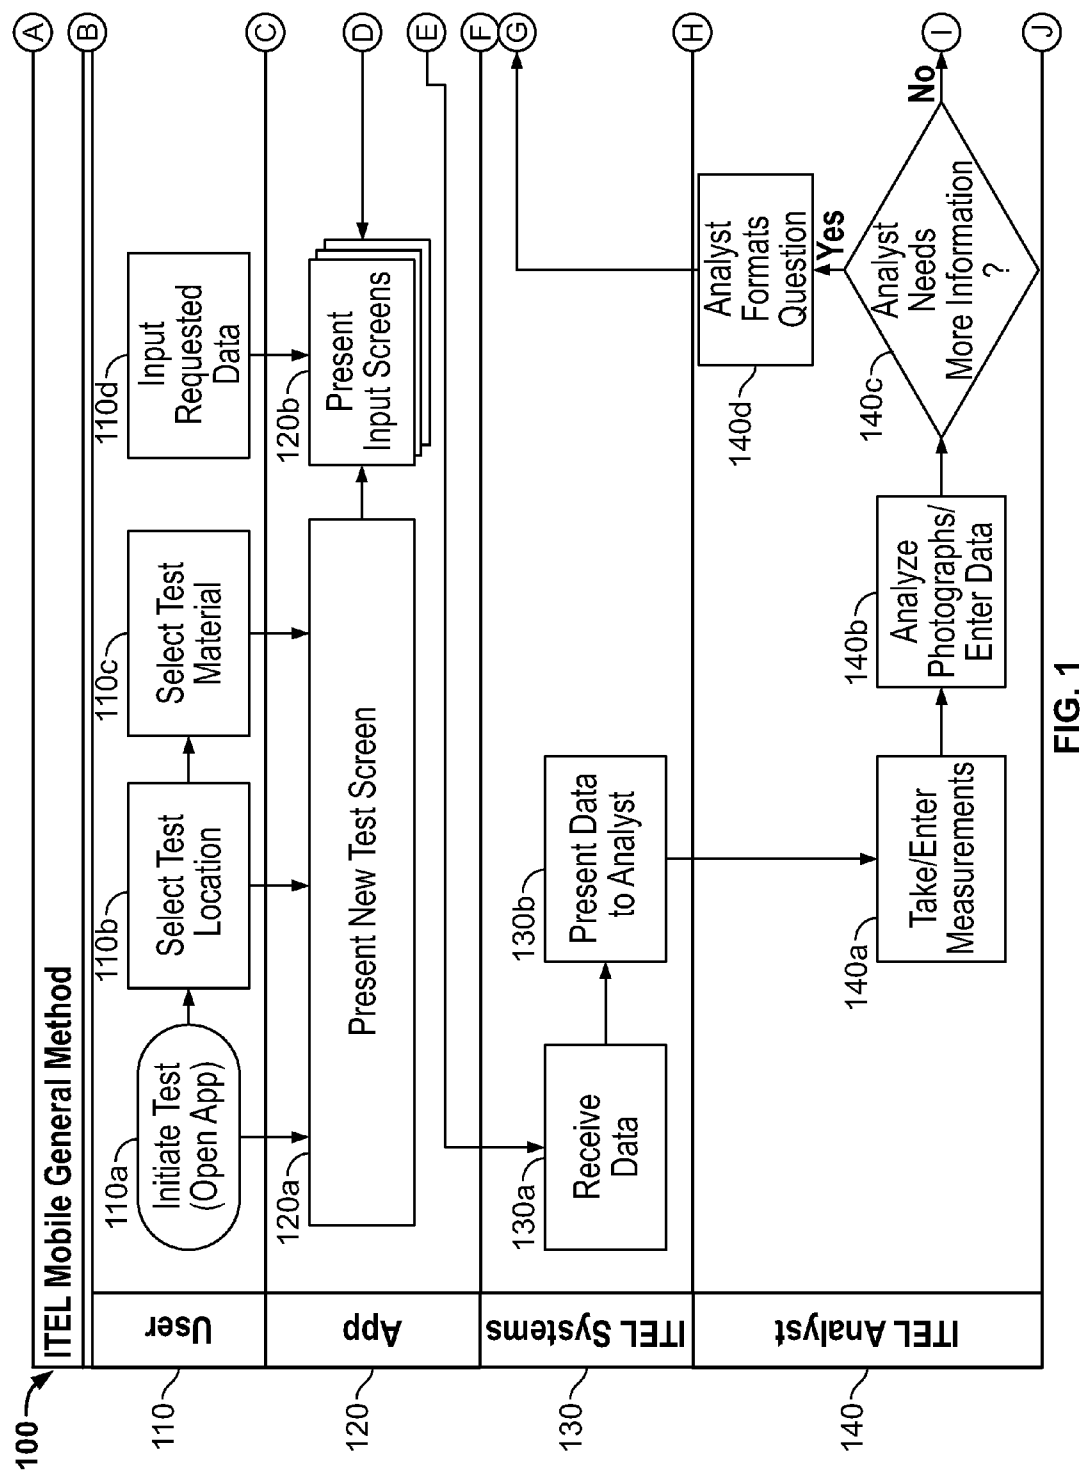 100
ITEL Mobile General Method
A
B
110
User
110a
Initiate Test
(Open App)
110b
Select Test
Location
110c
Select Test
Material
110d
Input
Requested
Data
C
120
App
120a
Present New Test Screen
120b
Present
Input Screens
D
E
F
130
ITEL Systems
130a
Receive
Data
130b
Present Data
to Analyst
G
H
140
ITEL Analyst
140a
Take/Enter
Measurements
140b
Analyze
Photographs/
Enter Data
140c
Analyst
Needs
More Information
?
Yes
No
140d
Analyst
Formats
Question
I
J
FIG. 1